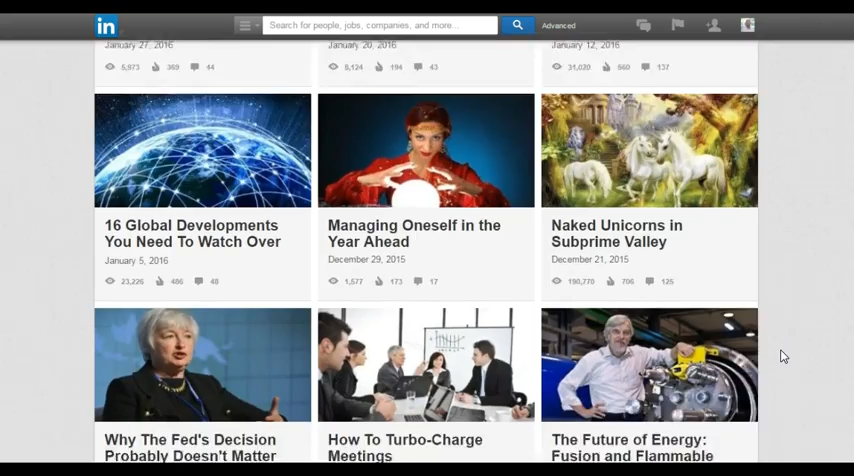 in
Search for people, jobs, companies, and more...
Advanced
January 27, 2016
January 20, 2016
January 12, 2016
5,973 369 44
8,124 194 43
31,020 560 137
16 Global Developments
You Need To Watch Over
January 5, 2016
23,226 486 48
Managing Oneself in the
Year Ahead
December 29, 2015
1,577 173 17
Naked Unicorns in
Subprime Valley
December 21, 2015
190,770 706 125
Why The Fed's Decision
Probably Doesn't Matter
How To Turbo-Charge
Meetings
The Future of Energy:
Fusion and Flammable